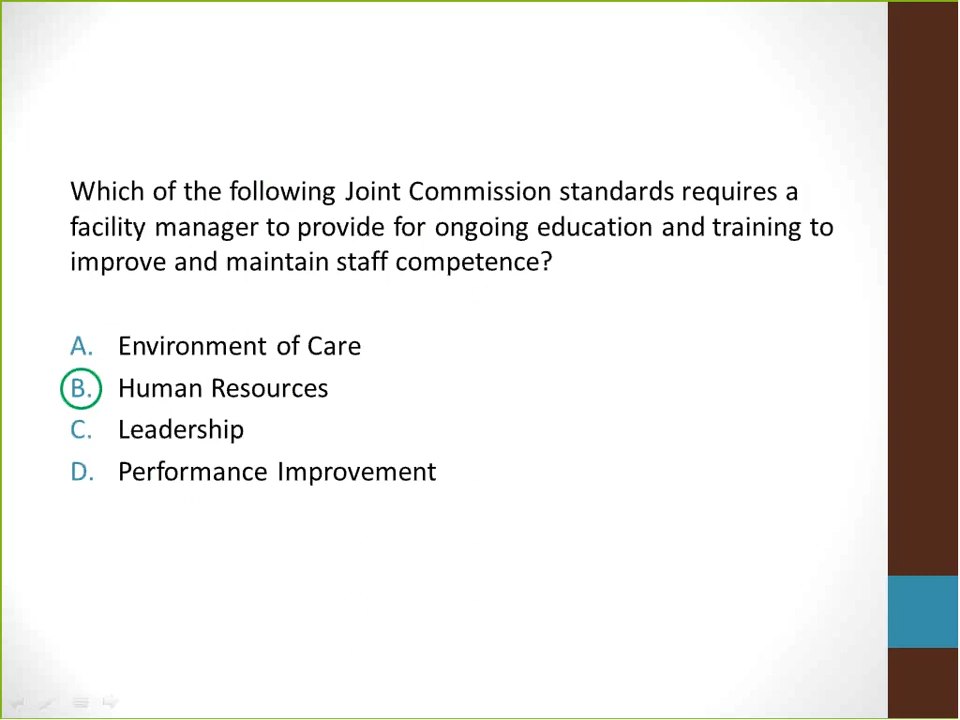 Which of the following Joint Commission standards requires a
facility manager to provide for ongoing education and training to
improve and maintain staff competence?
A. Environment of Care
B. Human Resources
C. Leadership
D. Performance Improvement